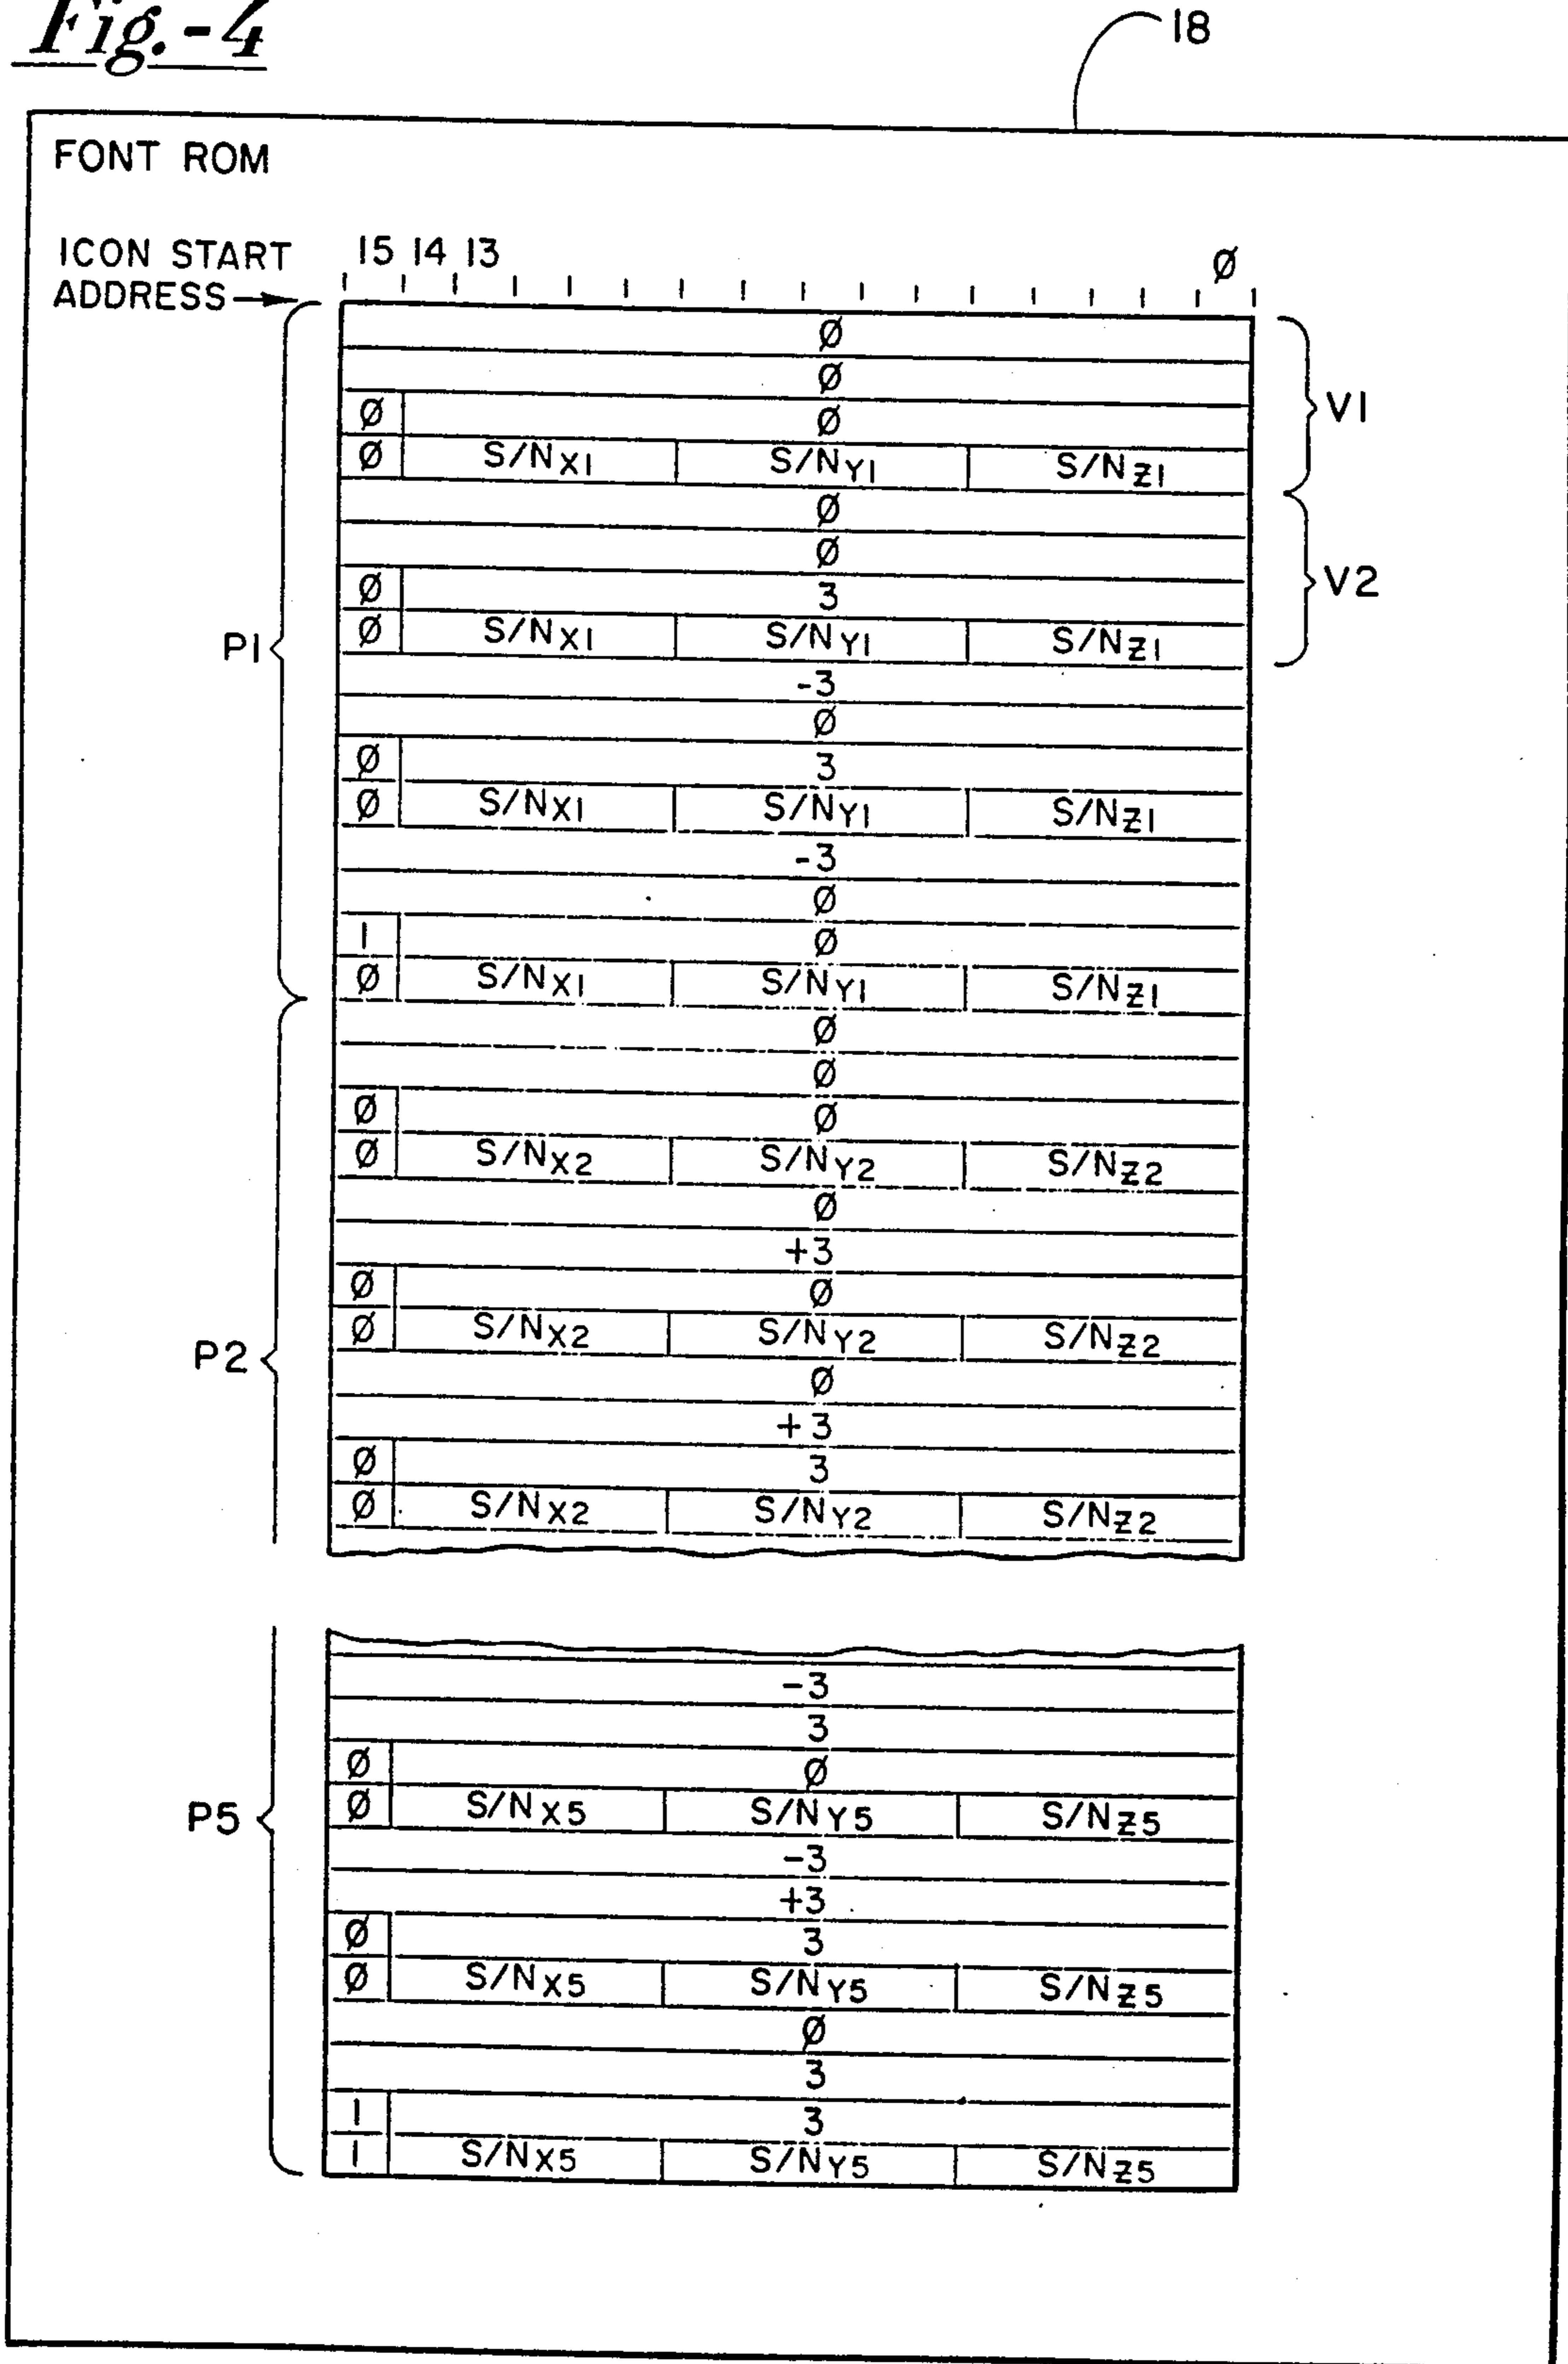 Fig.-4
18
FONT ROM
ICON START
ADDRESS→
15 14 13
Ø
Ø
Ø
Ø Ø
Ø S/NX1 S/NY1 S/NZ1
V1
Ø
Ø
Ø 3
Ø S/NX1 S/NY1 S/NZ1
V2
P1
-3
Ø
Ø 3
Ø S/NX1 S/NY1 S/NZ1
-3
Ø
1 Ø
Ø S/NX1 S/NY1 S/NZ1
Ø
Ø
Ø Ø
Ø S/NX2 S/NY2 S/NZ2
Ø
+3
Ø Ø
Ø S/NX2 S/NY2 S/NZ2
P2
Ø
+3
Ø 3
Ø S/NX2 S/NY2 S/NZ2
-3
3
Ø Ø
Ø S/NX5 S/NY5 S/NZ5
P5
-3
+3
Ø 3
Ø S/NX5 S/NY5 S/NZ5
Ø
3
1 3
1 S/NX5 S/NY5 S/NZ5